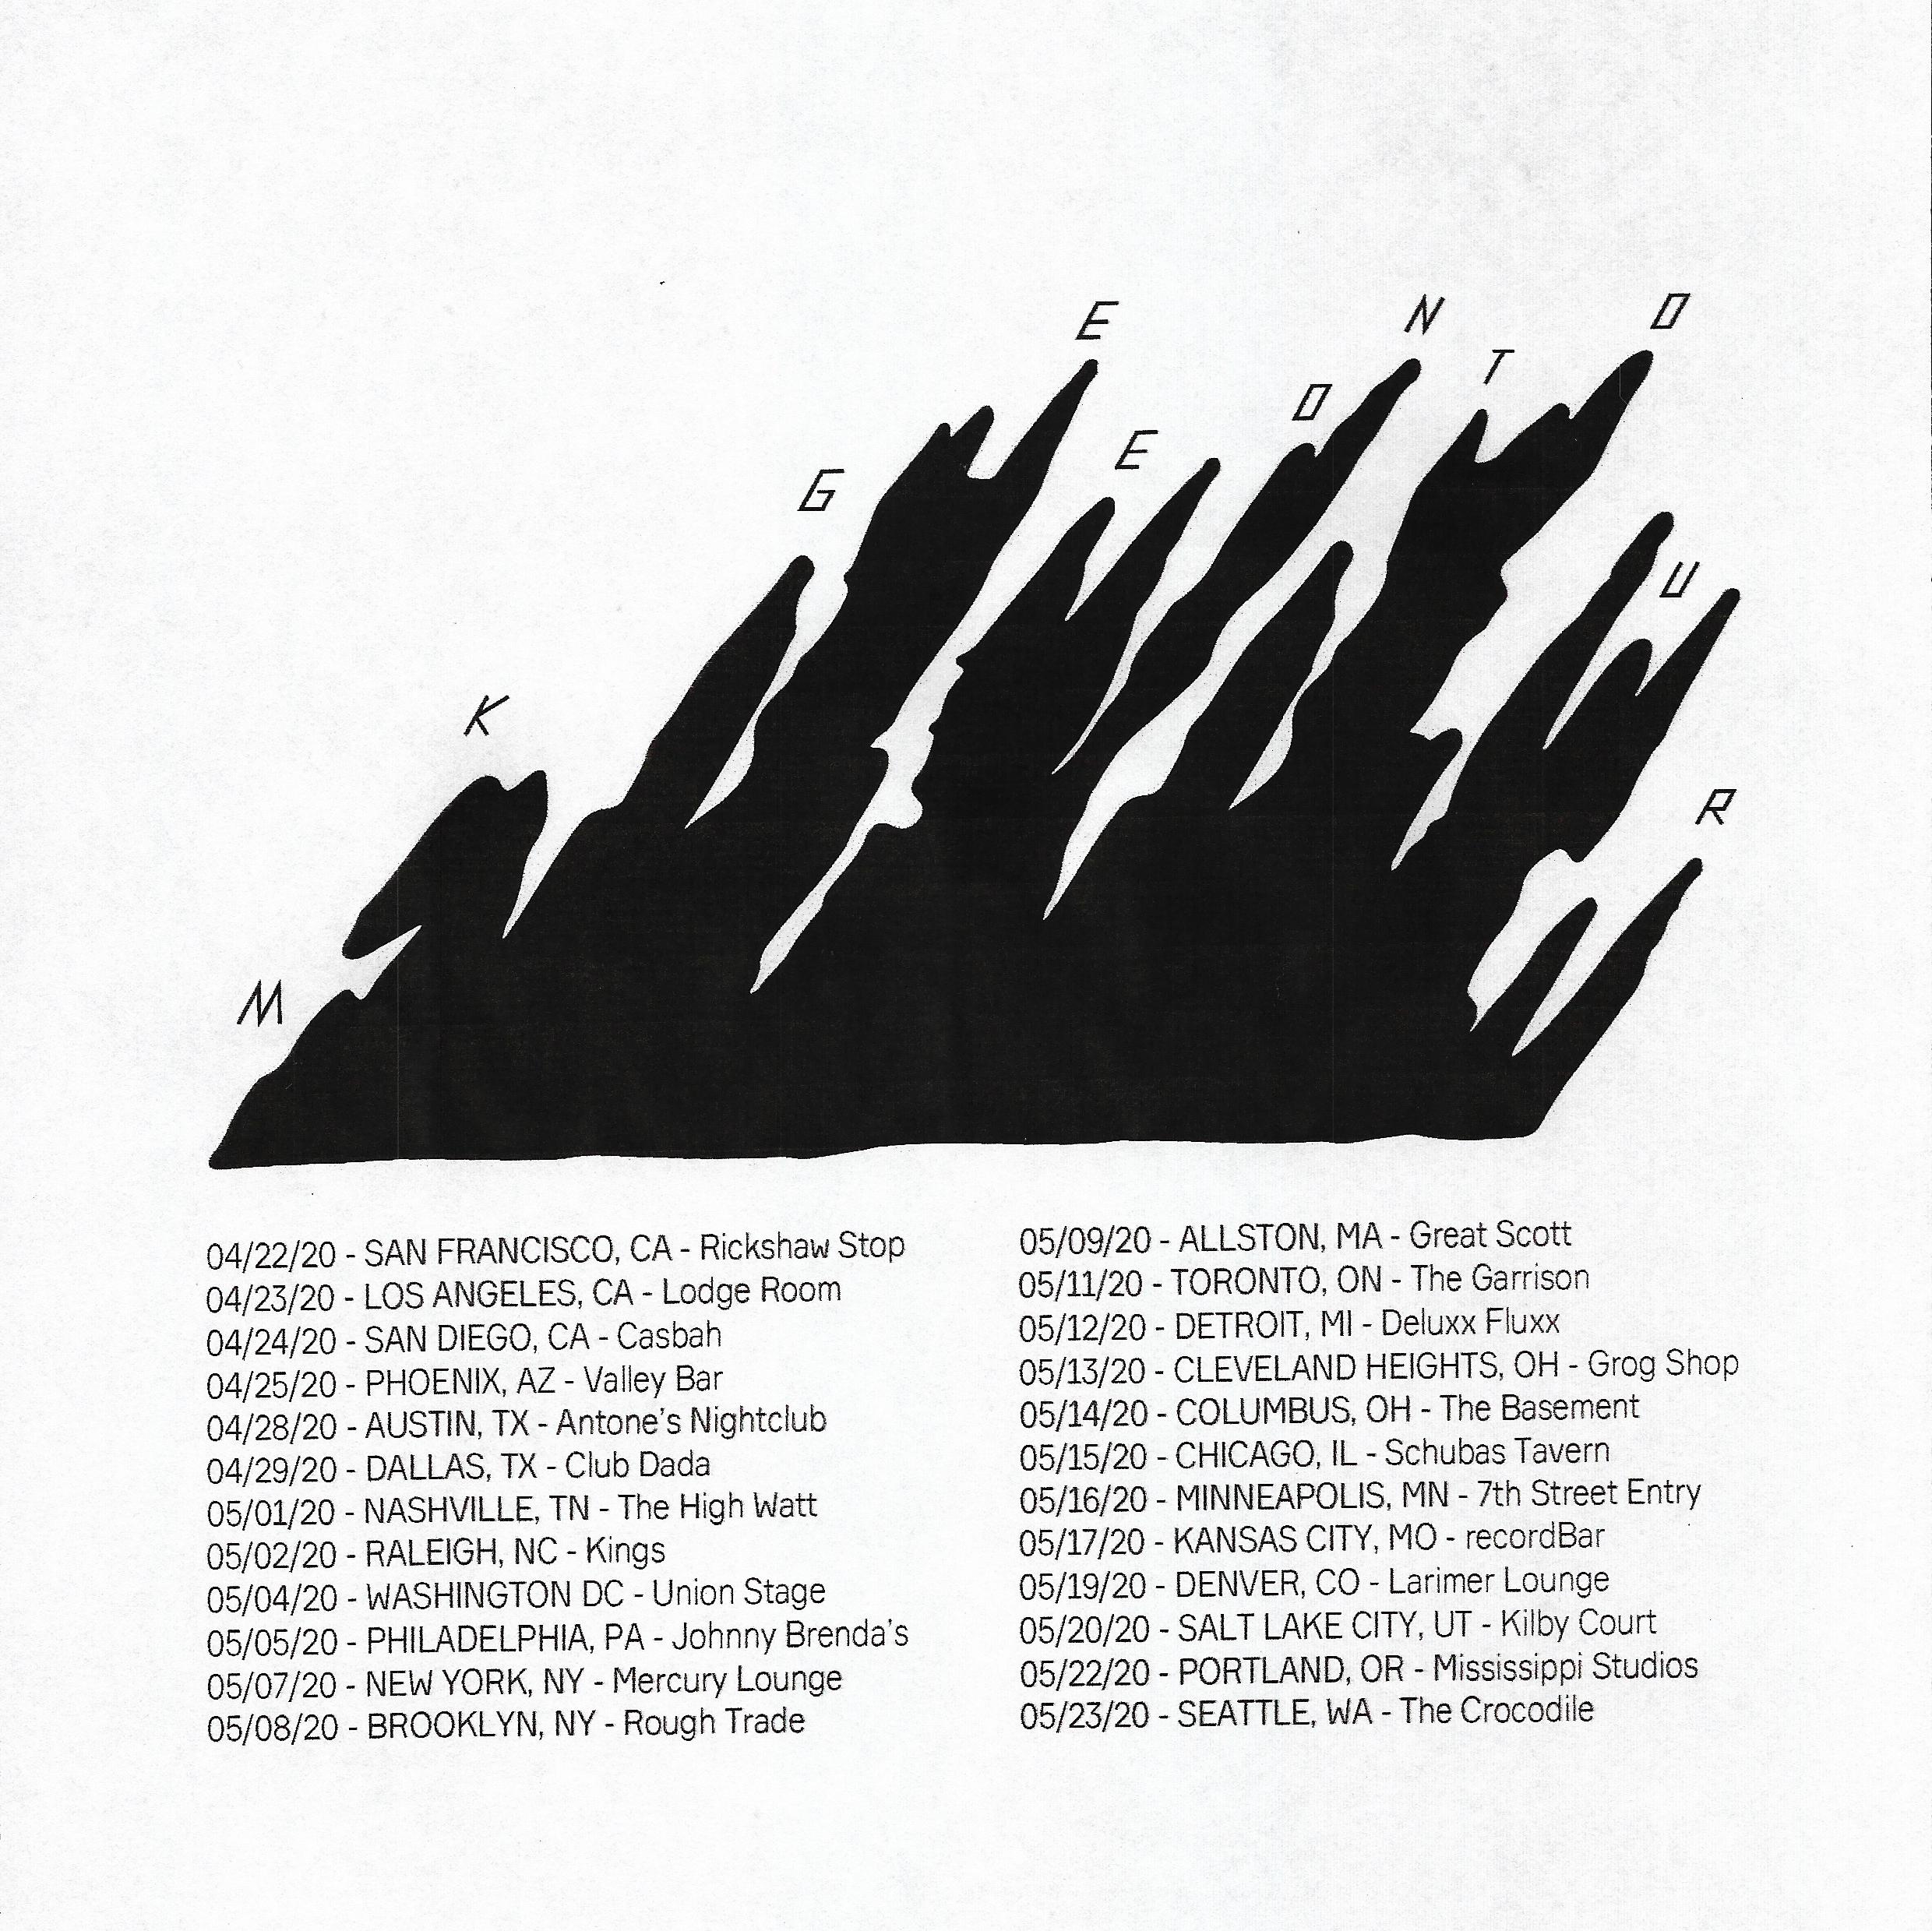 M K G E E O N T O U R
04/22/20 - SAN FRANCISCO, CA - Rickshaw Stop
04/23/20 - LOS ANGELES, CA - Lodge Room
04/24/20 - SAN DIEGO, CA - Casbah
04/25/20 - PHOENIX, AZ - Valley Bar
04/28/20 - AUSTIN, TX - Antone's Nightclub
04/29/20 - DALLAS, TX - Club Dada
05/01/20 - NASHVILLE, TN - The High Watt
05/02/20 - RALEIGH, NC - Kings
05/04/20 - WASHINGTON DC - Union Stage
05/05/20 - PHILADELPHIA, PA - Johnny Brenda's
05/07/20 - NEW YORK, NY - Mercury Lounge
05/08/20 - BROOKLYN, NY - Rough Trade
05/09/20 - ALLSTON, MA - Great Scott
05/11/20 - TORONTO, ON - The Garrison
05/12/20 - DETROIT, MI - Deluxx Fluxx
05/13/20 - CLEVELAND HEIGHTS, OH - Grog Shop
05/14/20 - COLUMBUS, OH - The Basement
05/15/20 - CHICAGO, IL - Schubas Tavern
05/16/20 - MINNEAPOLIS, MN - 7th Street Entry
05/17/20 - KANSAS CITY, MO - recordBar
05/19/20 - DENVER, CO - Larimer Lounge
05/20/20 - SALT LAKE CITY, UT - Kilby Court
05/22/20 - PORTLAND, OR - Mississippi Studios
05/23/20 - SEATTLE, WA - The Crocodile